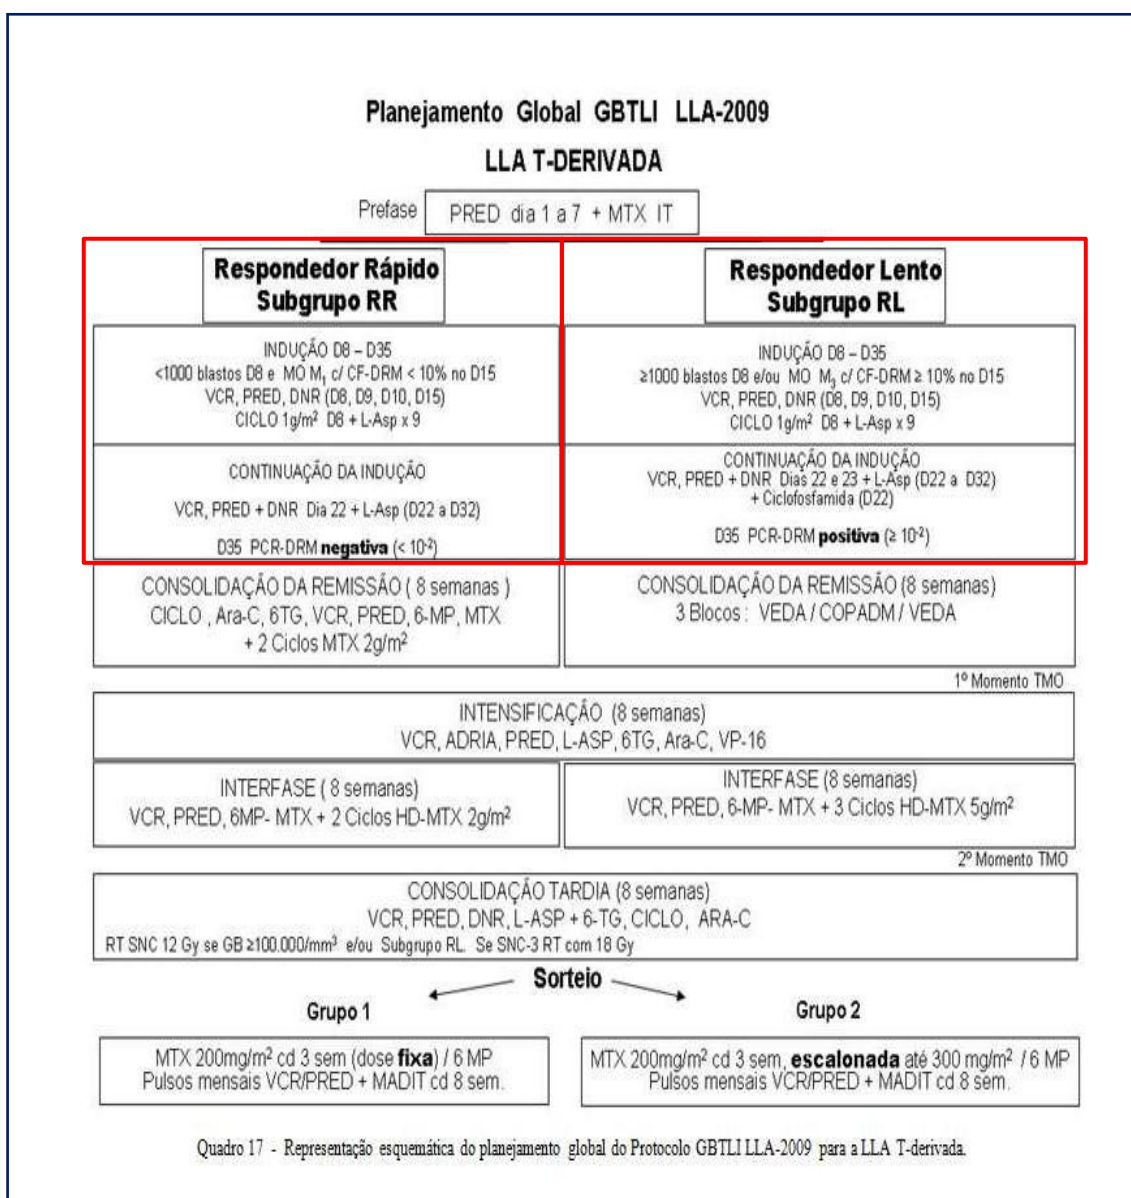 Planejamento Global GBTLI LLA-2009
LLA T-DERIVADA
Prefase
PRED dia 1 a 7 + MTX IT
Respondedor Rápido
Subgrupo RR
INDUÇÃO D8 – D35
<1000 blastos D8 e MO M₁ c/ CF-DRM < 10% no D15
VCR, PRED, DNR (D8, D9, D10, D15)
CICLO 1g/m² D8 + L-Asp x 9
CONTINUAÇÃO DA INDUÇÃO
VCR, PRED + DNR Dia 22 + L-Asp (D22 a D32)
D35 PCR-DRM negativa (< 10⁻²)
Respondedor Lento
Subgrupo RL
INDUÇÃO D8 – D35
≥1000 blastos D8 e/ou MO M₃ c/ CF-DRM ≥ 10% no D15
VCR, PRED, DNR (D8, D9, D10, D15)
CICLO 1g/m² D8 + L-Asp x 9
CONTINUAÇÃO DA INDUÇÃO
VCR, PRED + DNR Dias 22 e 23 + L-Asp (D22 a D32)
+ Ciclofosfamida (D22)
D35 PCR-DRM positiva (≥ 10⁻²)
CONSOLIDAÇÃO DA REMISSÃO ( 8 semanas )
CICLO , Ara-C, 6TG, VCR, PRED, 6-MP, MTX
+ 2 Ciclos MTX 2g/m²
CONSOLIDAÇÃO DA REMISSÃO (8 semanas)
3 Blocos : VEDA / COPADM / VEDA
1º Momento TMO
INTENSIFICAÇÃO (8 semanas)
VCR, ADRIA, PRED, L-ASP, 6TG, Ara-C, VP-16
INTERFASE ( 8 semanas)
VCR, PRED, 6MP- MTX + 2 Ciclos HD-MTX 2g/m²
INTERFASE (8 semanas)
VCR, PRED, 6-MP- MTX + 3 Ciclos HD-MTX 5g/m²
2º Momento TMO
CONSOLIDAÇÃO TARDIA (8 semanas)
VCR, PRED, DNR, L-ASP + 6-TG, CICLO, ARA-C
RT SNC 12 Gy se GB ≥100.000/mm³ e/ou Subgrupo RL. Se SNC-3 RT com 18 Gy
Sorteio
Grupo 1
MTX 200mg/m² cd 3 sem (dose fixa) / 6 MP
Pulsos mensais VCR/PRED + MADIT cd 8 sem.
Grupo 2
MTX 200mg/m² cd 3 sem, escalonada até 300 mg/m² / 6 MP
Pulsos mensais VCR/PRED + MADIT cd 8 sem.
Quadro 17 - Representação esquemática do planejamento global do Protocolo GBTLI LLA-2009 para a LLA T-derivada.